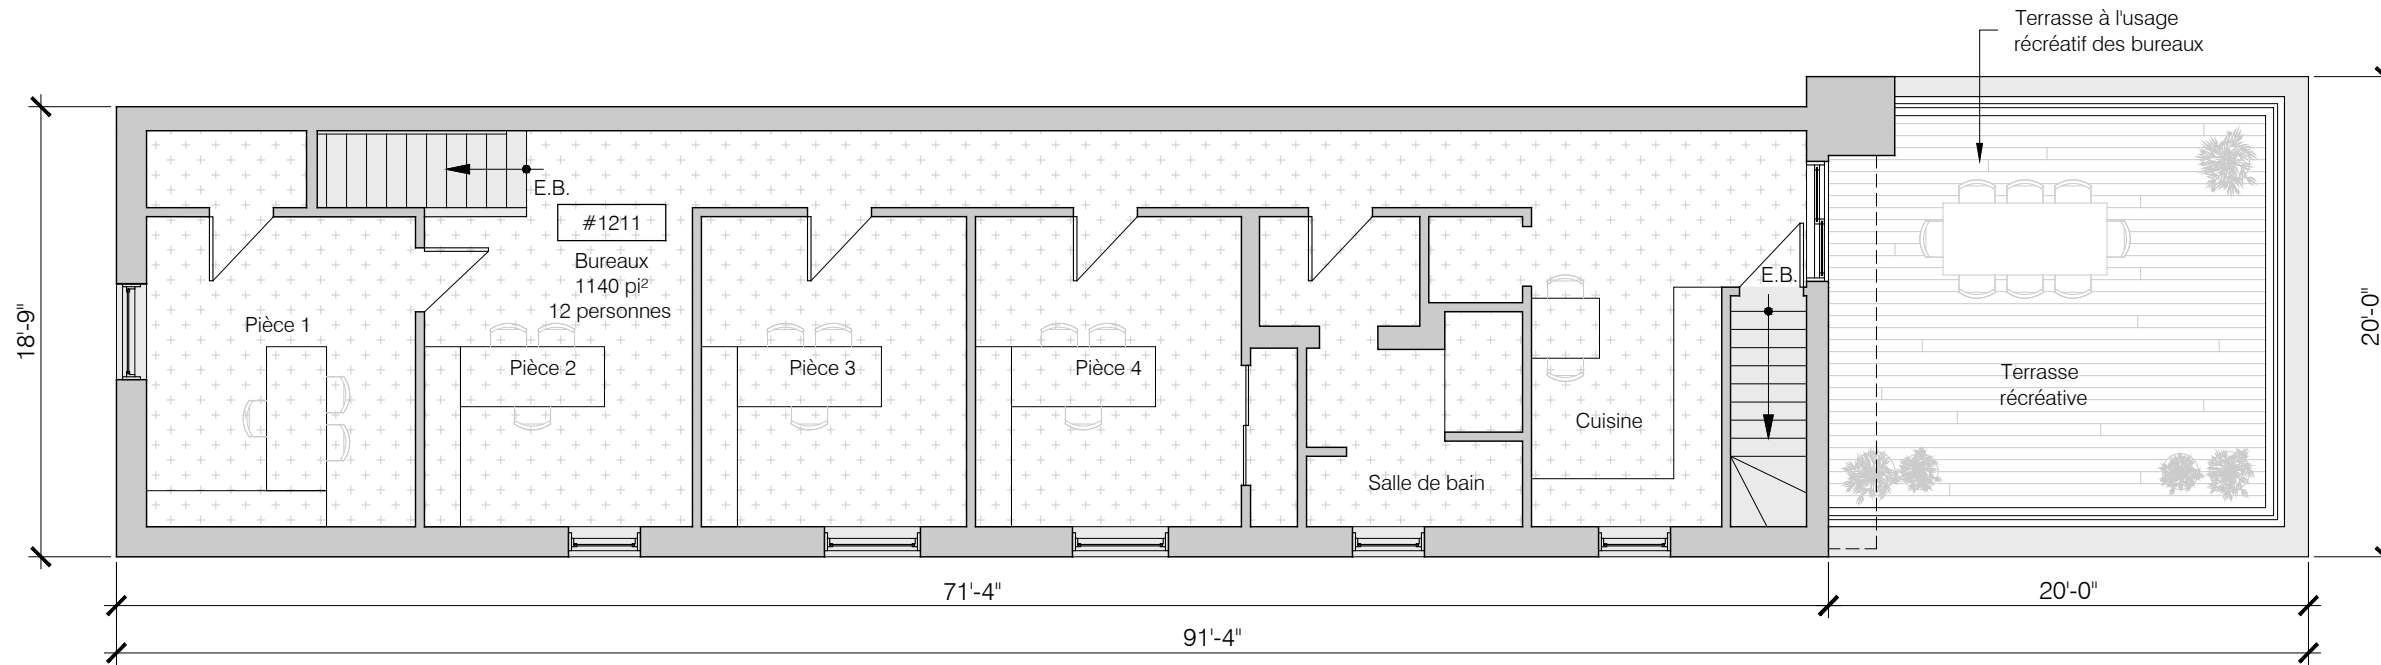 Terrasse à l'usage
récréatif des bureaux
E.B.
#1211
Bureaux
1140 pi²
12 personnes
E.B.
Pièce 1
Pièce 2
Pièce 3
Pièce 4
Cuisine
Salle de bain
Terrasse
récréative
18'-9"
20'-0"
71'-4"
20'-0"
91'-4"